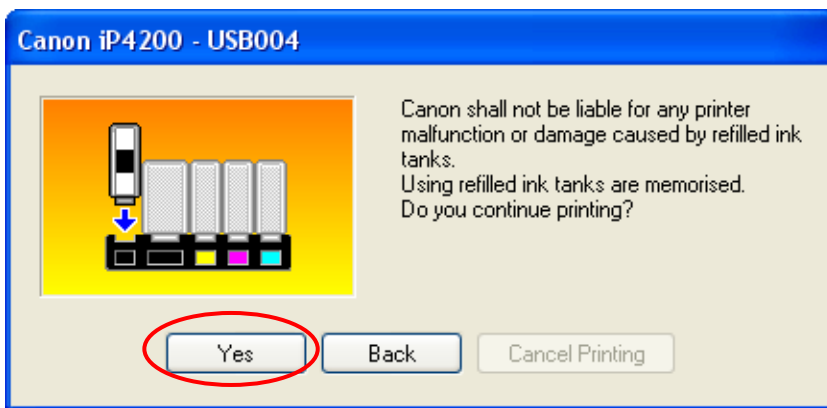 Canon iP4200 - USB004
Canon shall not be liable for any printer
malfunction or damage caused by refilled ink
tanks.
Using refilled ink tanks are memorised.
Do you continue printing?
Yes
Back
Cancel Printing